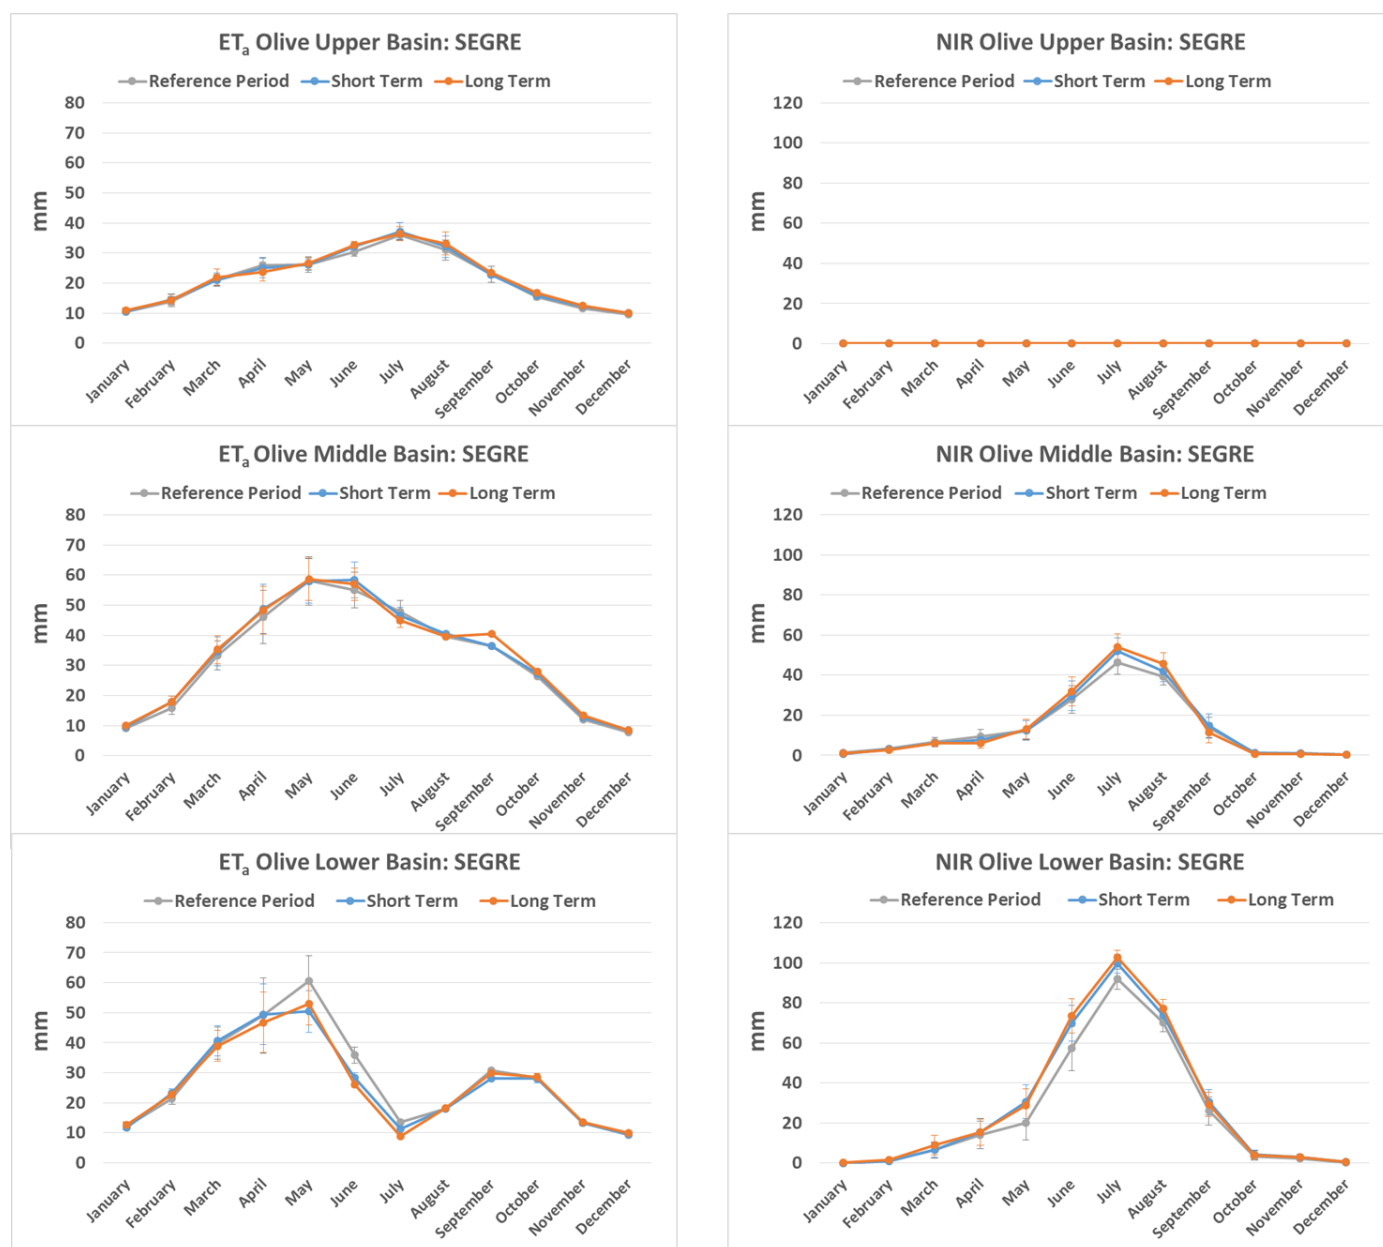 ETa Olive Upper Basin: SEGRE
Reference Period Short Term Long Term
80
70
60
50
40
30
20
10
0
mm
January February March April May June July August September October November December
NIR Olive Upper Basin: SEGRE
Reference Period Short Term Long Term
120
100
80
60
40
20
0
mm
January February March April May June July August September October November December
ETa Olive Middle Basin: SEGRE
Reference Period Short Term Long Term
80
70
60
50
40
30
20
10
0
mm
January February March April May June July August September October November December
NIR Olive Middle Basin: SEGRE
Reference Period Short Term Long Term
120
100
80
60
40
20
0
mm
January February March April May June July August September October November December
ETa Olive Lower Basin: SEGRE
Reference Period Short Term Long Term
80
70
60
50
40
30
20
10
0
mm
January February March April May June July August September October November December
NIR Olive Lower Basin: SEGRE
Reference Period Short Term Long Term
120
100
80
60
40
20
0
mm
January February March April May June July August September October November December